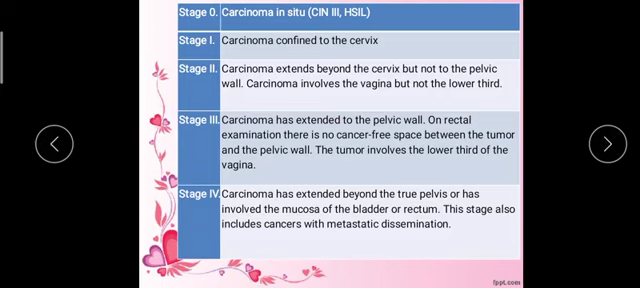 Stage 0. Carcinoma in situ (CIN III, HSIL)
Stage I. Carcinoma confined to the cervix
Stage II. Carcinoma extends beyond the cervix but not to the pelvic
wall. Carcinoma involves the vagina but not the lower third.
Stage III. Carcinoma has extended to the pelvic wall. On rectal
examination there is no cancer-free space between the tumor
and the pelvic wall. The tumor involves the lower third of the
vagina.
Stage IV. Carcinoma has extended beyond the true pelvis or has
involved the mucosa of the bladder or rectum. This stage also
includes cancers with metastatic dissemination.
fppt.com